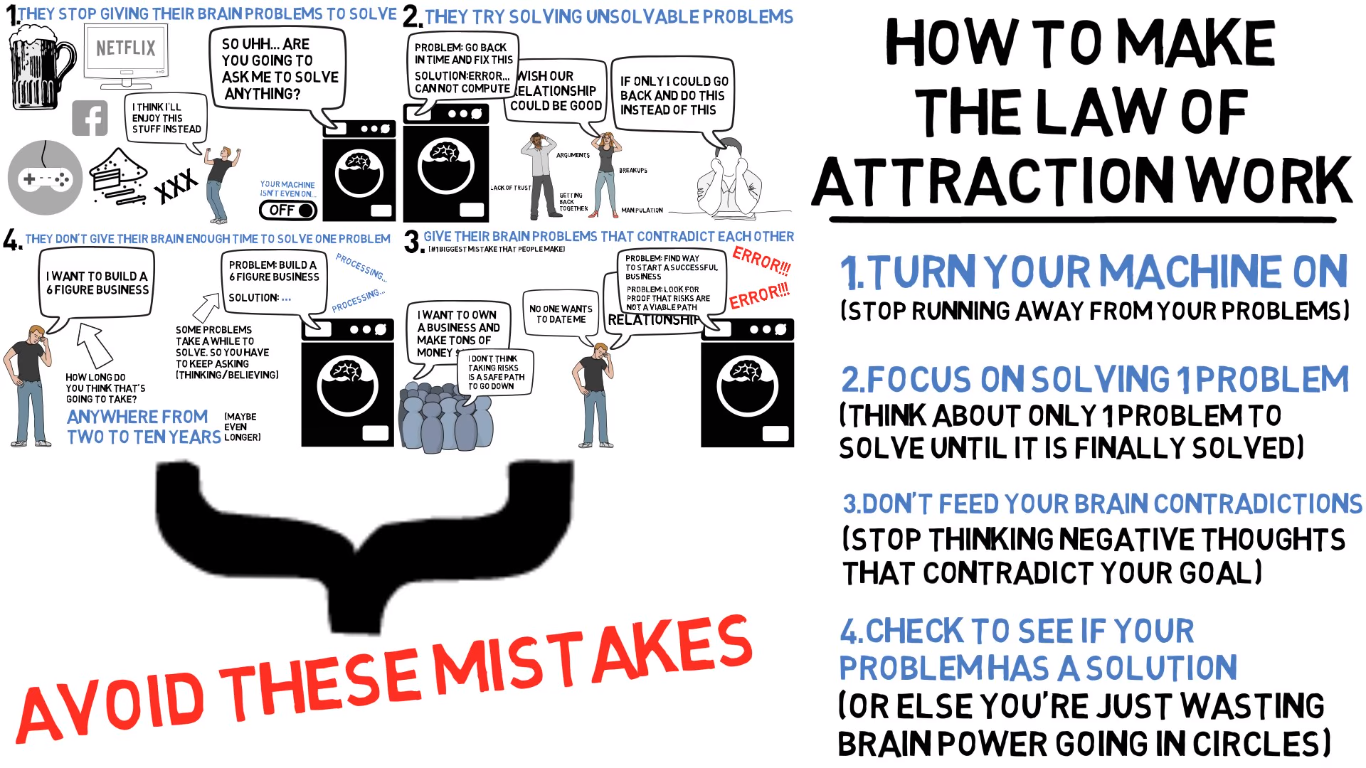 1.THEY STOP GIVING THEIR BRAIN PROBLEMS TO SOLVE
NETFLIX
SO UHH... ARE
YOU GOING TO
ASK ME TO SOLVE
ANYTHING?
I THINK I'LL
ENJOY THIS
STUFF INSTEAD
f
XXX
YOUR MACHINE
ISN'T EVEN ON...
OFF
2.THEY TRY SOLVING UNSOLVABLE PROBLEMS
PROBLEM: GO BACK
IN TIME AND FIX THIS
SOLUTION:ERROR...
CAN NOT COMPUTE
WISH OUR
RELATIONSHIP
COULD BE GOOD
IF ONLY I COULD GO
BACK AND DO THIS
INSTEAD OF THIS
ARGUMENTS
BREAKUPS
LACK OF TRUST
GETTING
BACK
TOGETHER
MANIPULATION
4.THEY DON'T GIVE THEIR BRAIN ENOUGH TIME TO SOLVE ONE PROBLEM
I WANT TO BUILD A
6 FIGURE BUSINESS
PROBLEM: BUILD A
6 FIGURE BUSINESS
SOLUTION: ...
PROCESSING...
PROCESSING...
SOME PROBLEMS
TAKE A WHILE TO
SOLVE. SO YOU HAVE
TO KEEP ASKING
(THINKING/BELIEVING)
HOW LONG DO
YOU THINK THAT'S
GOING TO TAKE?
ANYWHERE FROM
TWO TO TEN YEARS
(MAYBE
EVEN
LONGER)
3.GIVE THEIR BRAIN PROBLEMS THAT CONTRADICT EACH OTHER
(#1 BIGGEST MISTAKE THAT PEOPLE MAKE)
PROBLEM: FIND WAY
TO START A SUCCESSFUL
BUSINESS
PROBLEM: LOOK FOR
PROOF THAT RISKS ARE
NOT A VIABLE PATH
RELATIONSHIP
ERROR!!!
ERROR!!!
NO ONE WANTS
TO DATE ME
I WANT TO OWN
A BUSINESS AND
MAKE TONS OF
MONEY
I DON'T THINK
TAKING RISKS
IS A SAFE PATH
TO GO DOWN
AVOID THESE MISTAKES
HOW TO MAKE
THE LAW OF
ATTRACTION WORK
1.TURN YOUR MACHINE ON
(STOP RUNNING AWAY FROM YOUR PROBLEMS)
2.FOCUS ON SOLVING 1 PROBLEM
(THINK ABOUT ONLY 1 PROBLEM TO
SOLVE UNTIL IT IS FINALLY SOLVED)
3.DON'T FEED YOUR BRAIN CONTRADICTIONS
(STOP THINKING NEGATIVE THOUGHTS
THAT CONTRADICT YOUR GOAL)
4.CHECK TO SEE IF YOUR
PROBLEM HAS A SOLUTION
(OR ELSE YOU'RE JUST WASTING
BRAIN POWER GOING IN CIRCLES)